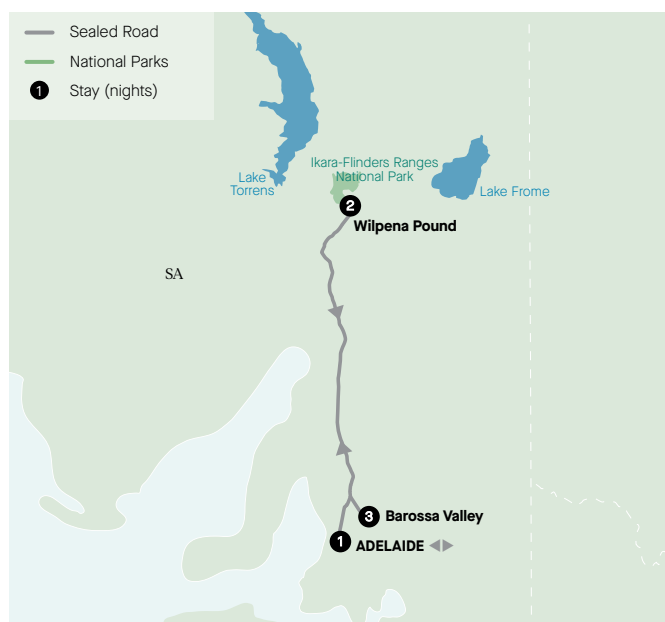 Sealed Road
National Parks
1 Stay (nights)
Ikara-Flinders Ranges
National Park
Lake
Torrens
Lake Frome
2
Wilpena Pound
SA
3 Barossa Valley
1 ADELAIDE